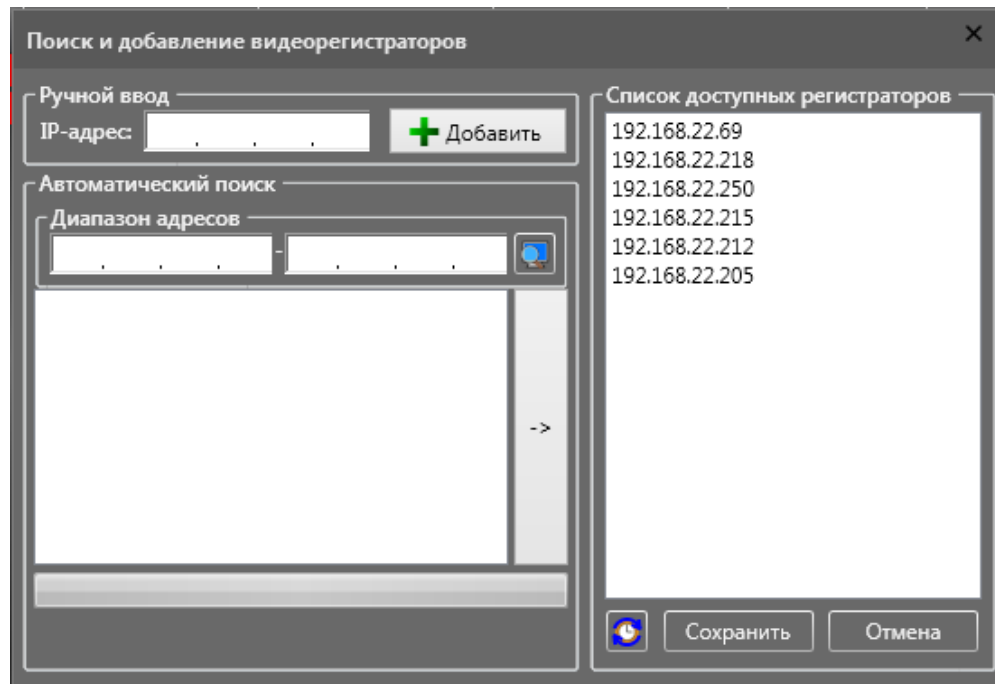 Поиск и добавление видеорегистраторов
Ручной ввод
IP-адрес:
Добавить
Автоматический поиск
Диапазон адресов
-
->
Список доступных регистраторов
192.168.22.69
192.168.22.218
192.168.22.250
192.168.22.215
192.168.22.212
192.168.22.205
Сохранить
Отмена